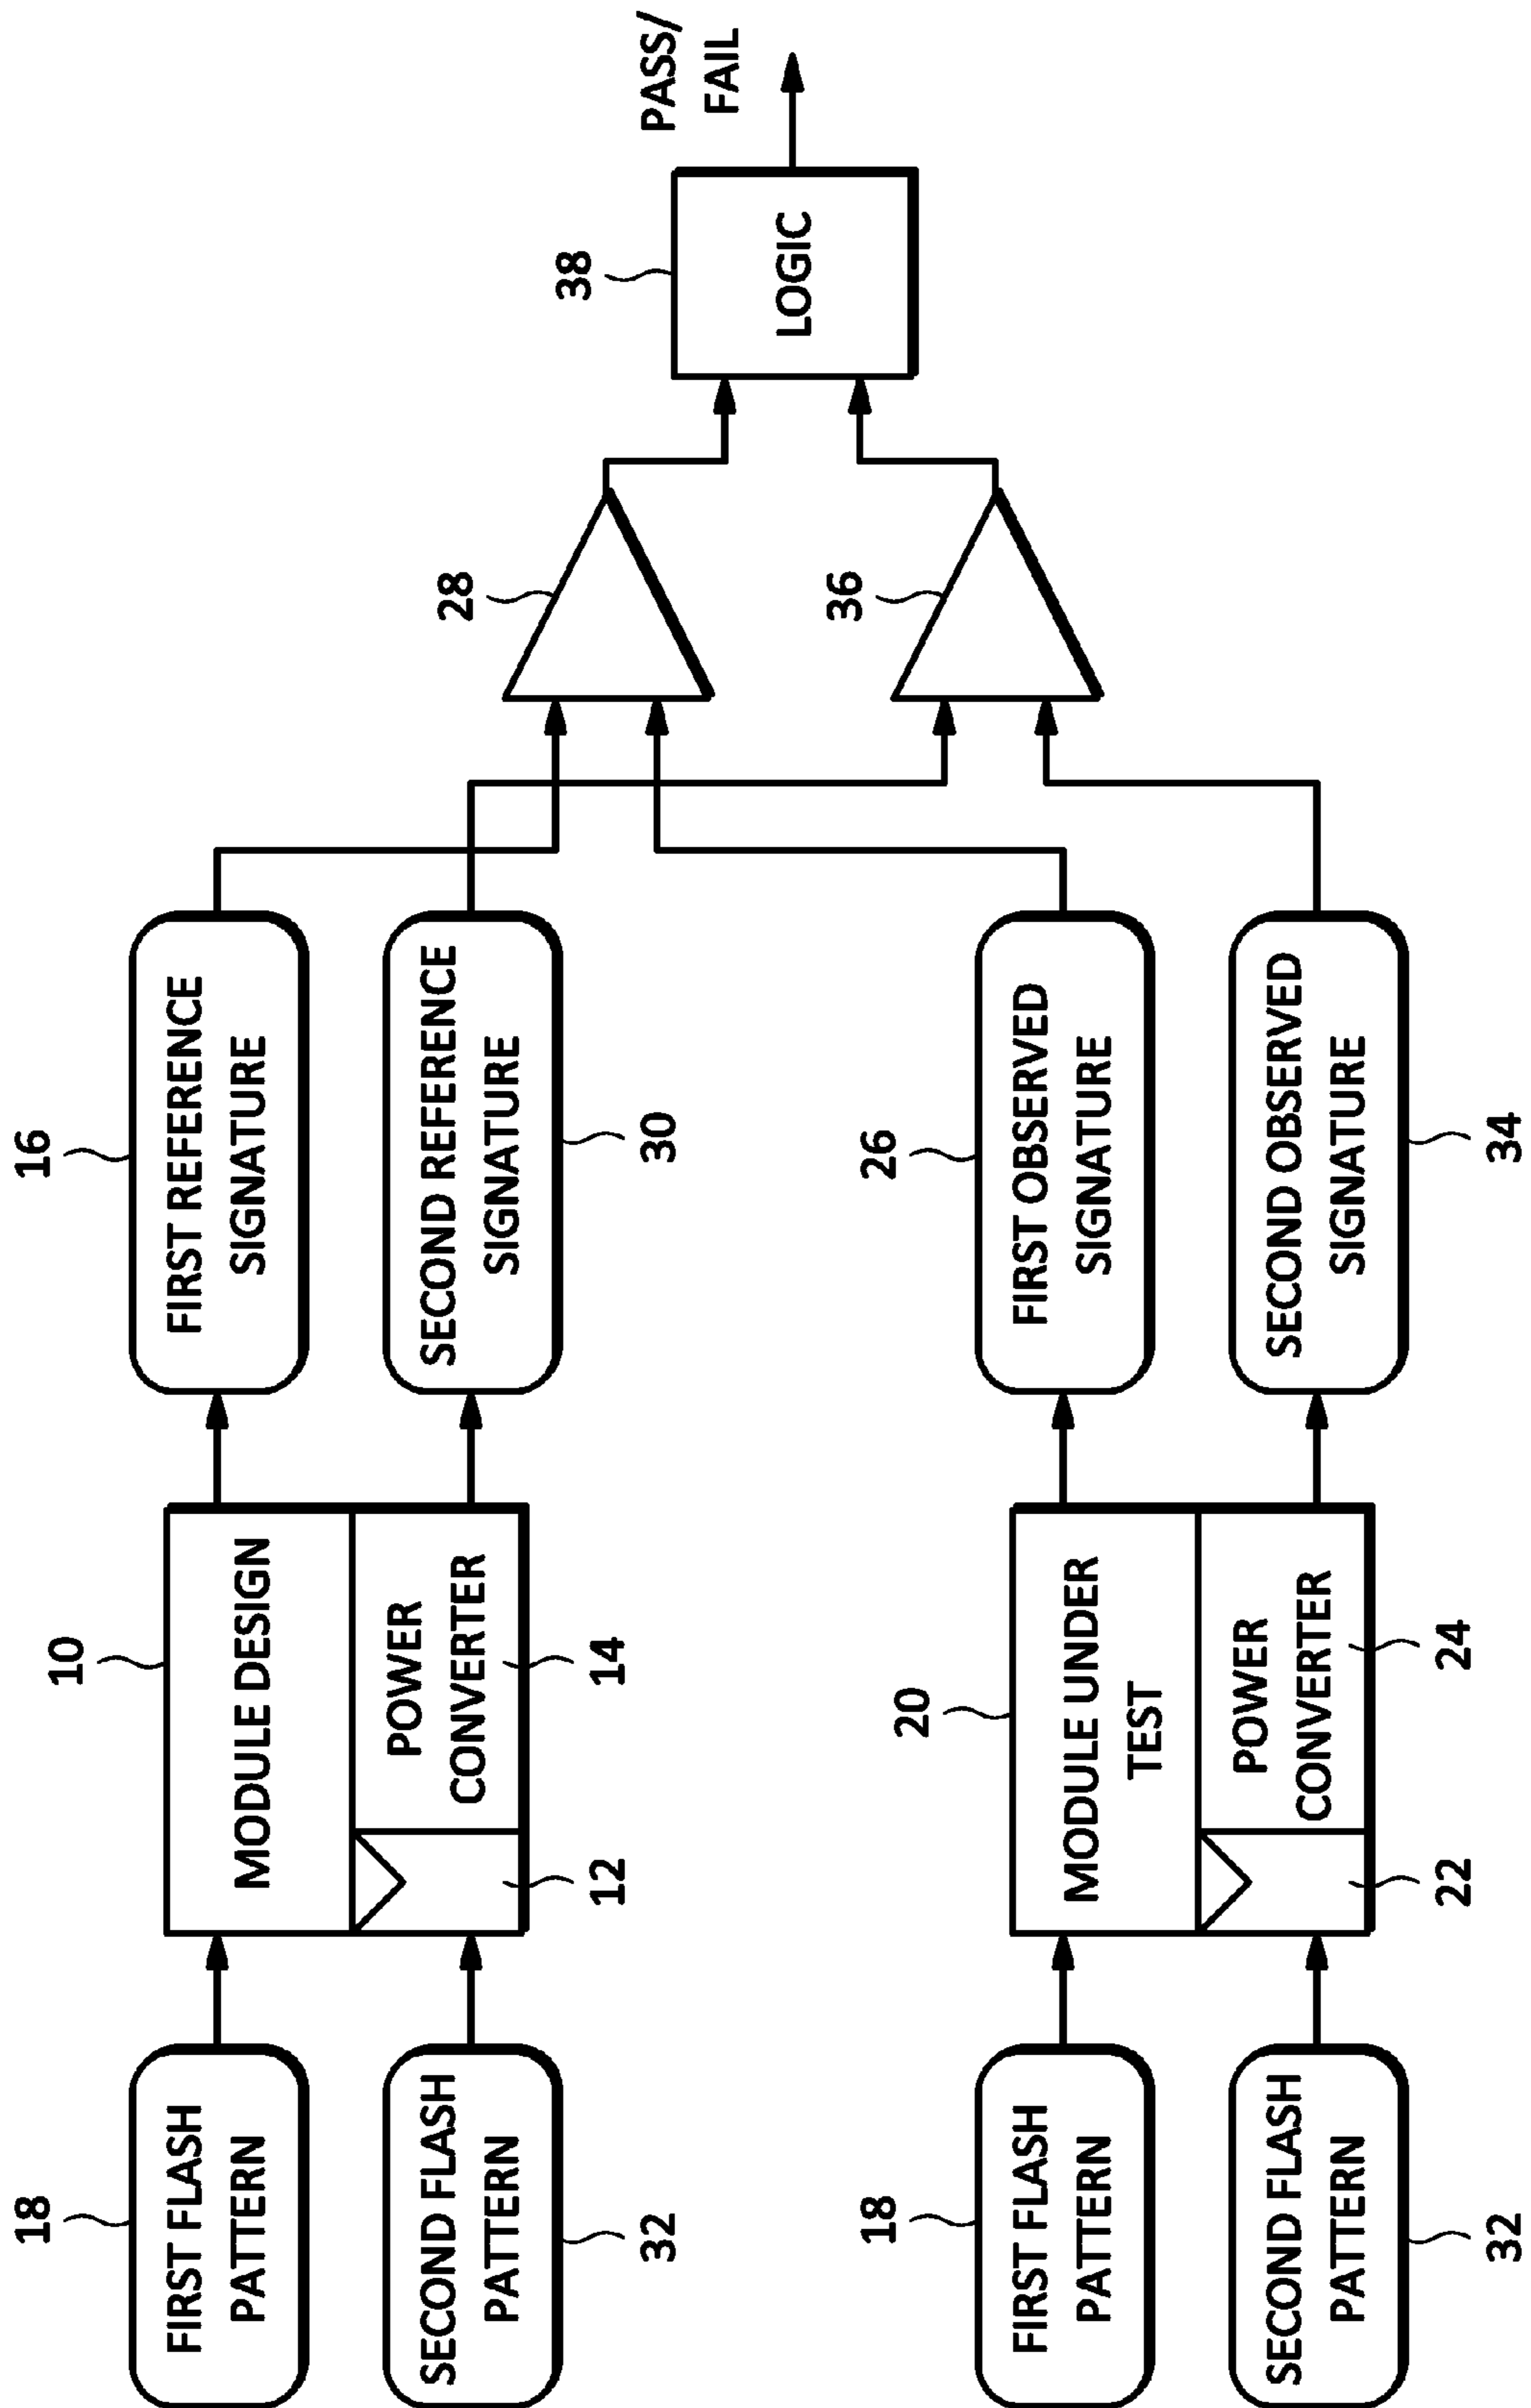 18
FIRST FLASH
PATTERN
SECOND FLASH
PATTERN
32
10
MODULE DESIGN
POWER
CONVERTER
12
14
16
FIRST REFERENCE
SIGNATURE
SECOND REFERENCE
SIGNATURE
30
18
FIRST FLASH
PATTERN
SECOND FLASH
PATTERN
32
20
MODULE UNDER
TEST
POWER
CONVERTER
22
24
26
FIRST OBSERVED
SIGNATURE
SECOND OBSERVED
SIGNATURE
34
28
36
38
LOGIC
PASS/
FAIL